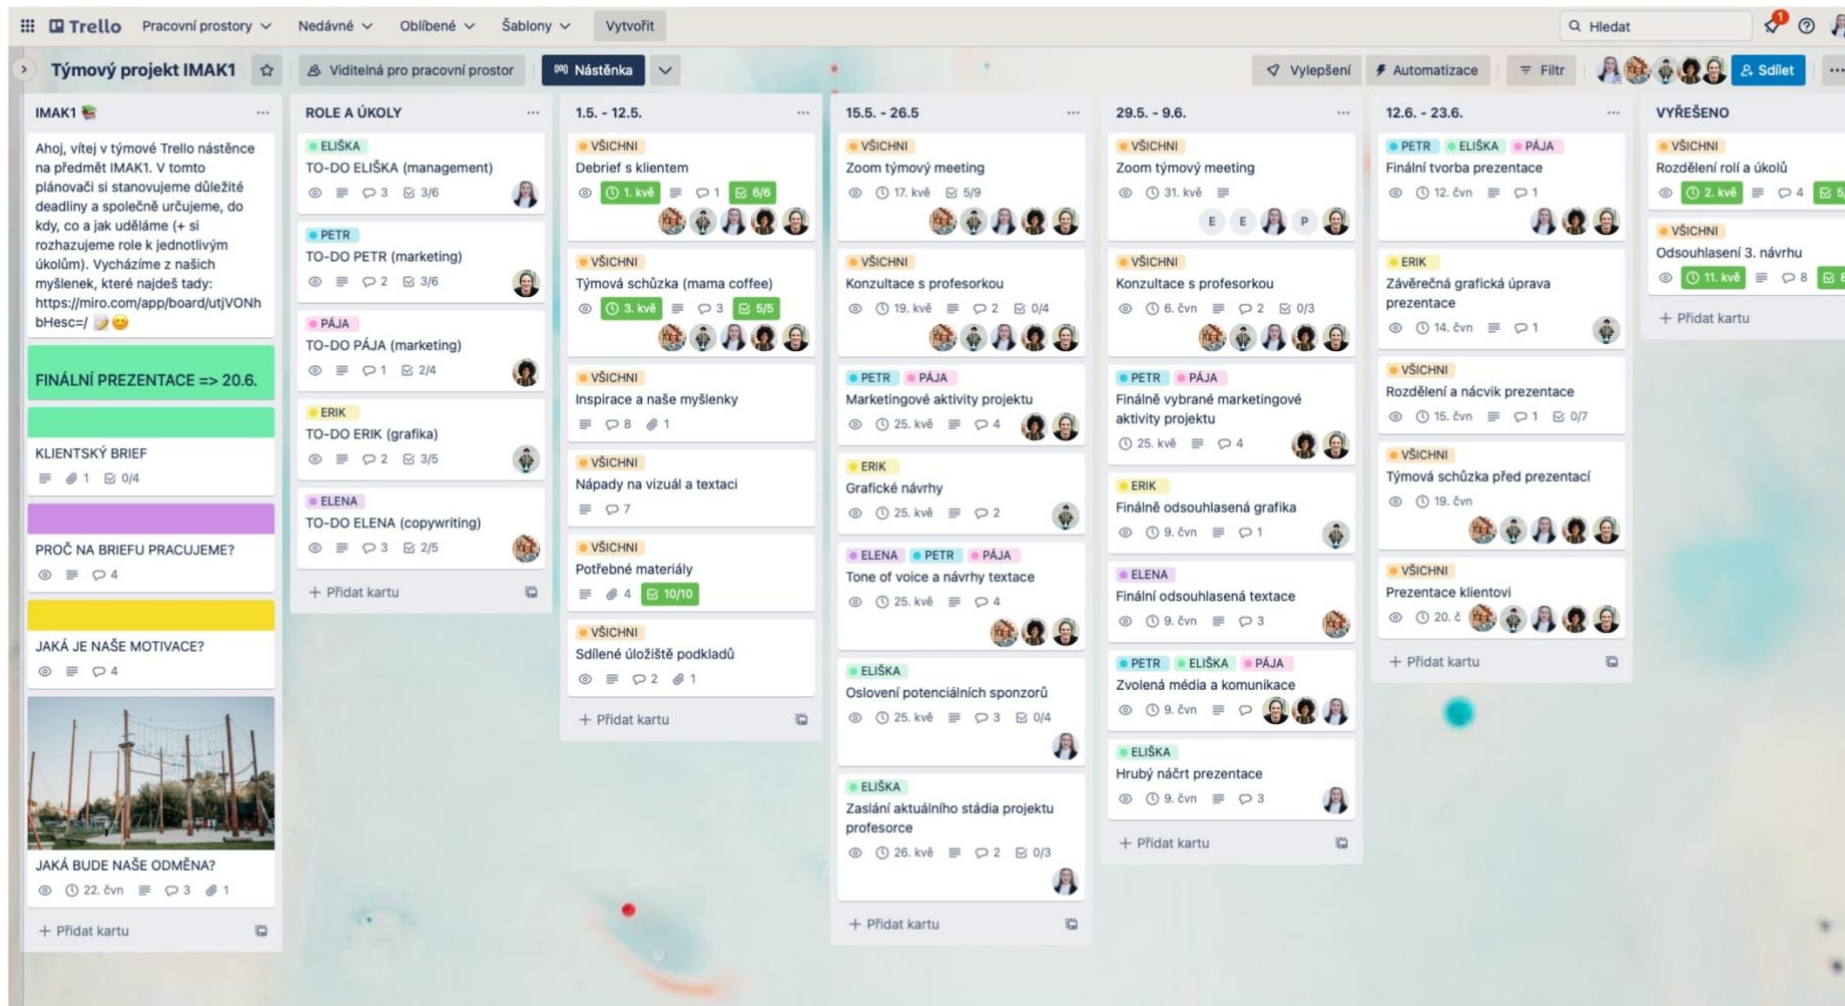 Trello Pracovní prostory Nedávné Oblíbené Šablony Vytvořit Hledat 1
Týmový projekt IMAK1 Viditelná pro pracovní prostor Nástěnka Vylepšení Automatizace Filtr Sdílet
IMAK1
Ahoj, vítej v týmové Trello nástěnce
na předmět IMAK1. V tomto
plánovači si stanovujeme důležité
deadliny a společně určujeme, do
kdy, co a jak uděláme (+ si
rozhazujeme role k jednotlivým
úkolům). Vycházíme z našich
myšlenek, které najdeš tady:
https://miro.com/app/board/utjVONh
bHesc=/
FINÁLNÍ PREZENTACE => 20.6.
KLIENTSKÝ BRIEF
1 0/4
PROČ NA BRIEFU PRACUJEME?
4
JAKÁ JE NAŠE MOTIVACE?
4
JAKÁ BUDE NAŠE ODMĚNA?
22. čvn 3 1
+ Přidat kartu
ROLE A ÚKOLY
ELIŠKA
TO-DO ELIŠKA (management)
3 3/6
PETR
TO-DO PETR (marketing)
2 3/6
PÁJA
TO-DO PÁJA (marketing)
1 2/4
ERIK
TO-DO ERIK (grafika)
2 3/5
ELENA
TO-DO ELENA (copywriting)
3 2/5
+ Přidat kartu
1.5. - 12.5.
VŠICHNI
Debrief s klientem
1. kvě 1 6/6
VŠICHNI
Týmová schůzka (mama coffee)
3. kvě 3 5/5
VŠICHNI
Inspirace a naše myšlenky
8 1
VŠICHNI
Nápady na vizuál a textaci
7
VŠICHNI
Potřebné materiály
4 10/10
VŠICHNI
Sdílené úložiště podkladů
2 1
+ Přidat kartu
15.5. - 26.5
VŠICHNI
Zoom týmový meeting
17. kvě 5/9
VŠICHNI
Konzultace s profesorkou
19. kvě 2 0/4
PETR PÁJA
Marketingové aktivity projektu
25. kvě 4
ERIK
Grafické návrhy
25. kvě 2
ELENA PETR PÁJA
Tone of voice a návrhy textace
25. kvě 4
ELIŠKA
Oslovení potenciálních sponzorů
25. kvě 3 0/4
ELIŠKA
Zaslání aktuálního stádia projektu
profesorce
26. kvě 2 0/3
+ Přidat kartu
29.5. - 9.6.
VŠICHNI
Zoom týmový meeting
31. kvě
E E P
VŠICHNI
Konzultace s profesorkou
6. čvn 2 0/3
PETR PÁJA
Finálně vybrané marketingové
aktivity projektu
25. kvě 4
ERIK
Finálně odsouhlasená grafika
9. čvn 1
ELENA
Finální odsouhlasená textace
9. čvn 3
PETR ELIŠKA PÁJA
Zvolená média a komunikace
9. čvn
ELIŠKA
Hrubý náčrt prezentace
9. čvn 3
+ Přidat kartu
12.6. - 23.6.
PETR ELIŠKA PÁJA
Finální tvorba prezentace
12. čvn 1
ERIK
Závěrečná grafická úprava
prezentace
14. čvn 1
VŠICHNI
Rozdělení a nácvik prezentace
15. čvn 1 0/7
VŠICHNI
Týmová schůzka před prezentací
19. čvn
VŠICHNI
Prezentace klientovi
20. č
+ Přidat kartu
VYŘEŠENO
VŠICHNI
Rozdělení rolí a úkolů
2. kvě 4 5/
VŠICHNI
Odsouhlasení 3. návrhu
11. kvě 8 8
+ Přidat kartu